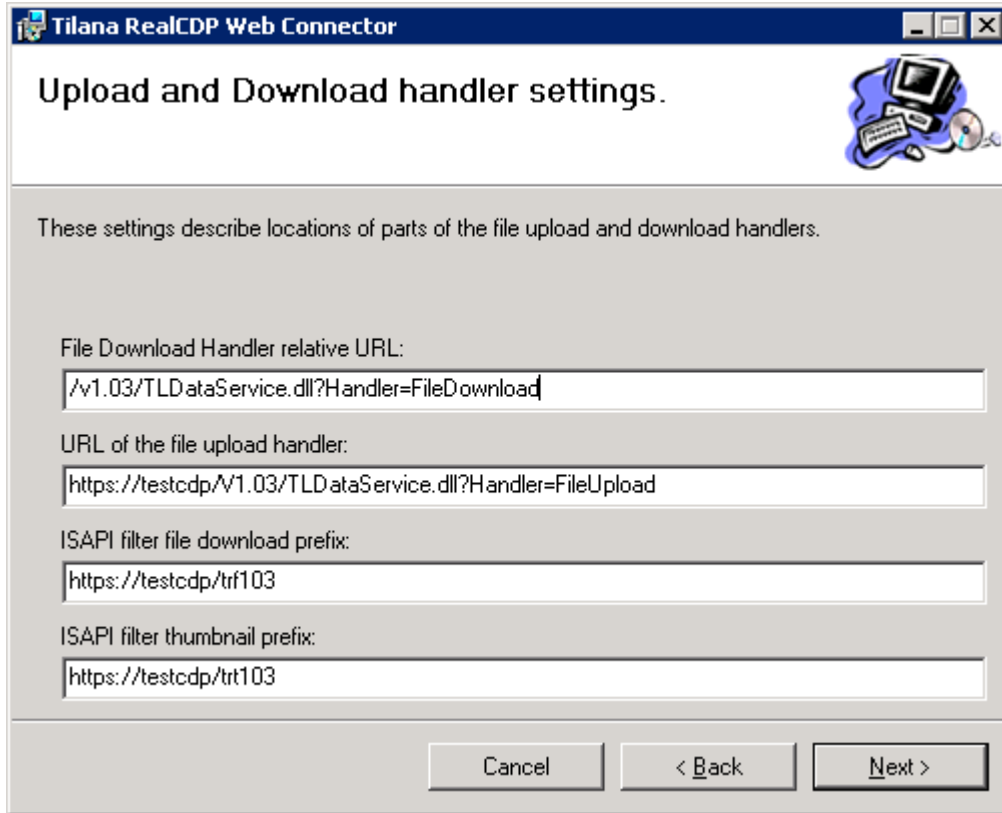 Tilana RealCDP Web Connector
Upload and Download handler settings.
These settings describe locations of parts of the file upload and download handlers.
File Download Handler relative URL:
/v1.03/TLDataService.dll?Handler=FileDownload
URL of the file upload handler:
https://testcdp/V1.03/TLDataService.dll?Handler=FileUpload
ISAPI filter file download prefix:
https://testcdp/trf103
ISAPI filter thumbnail prefix:
https://testcdp/trt103
Cancel
< Back
Next >